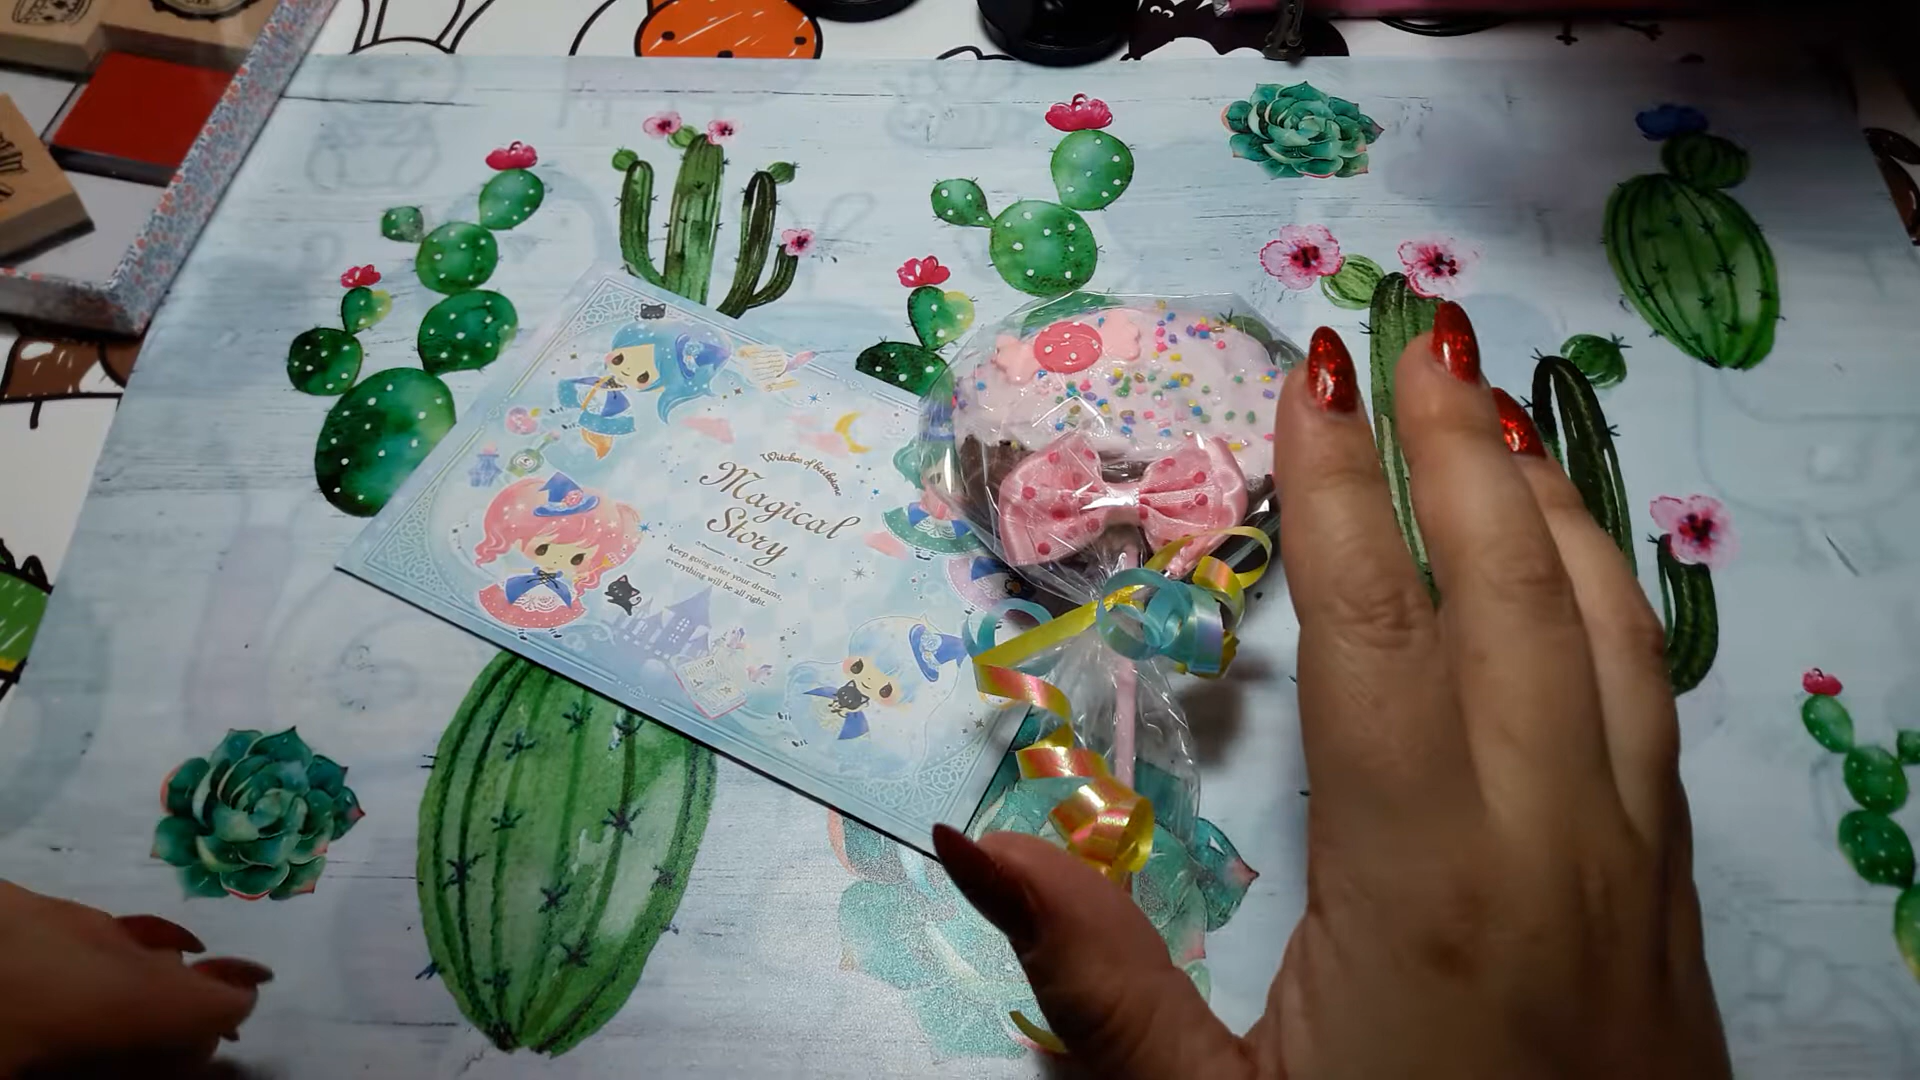 Witches of birthstone
Magical
Story
Keep going after your dreams,
everything will be all right.